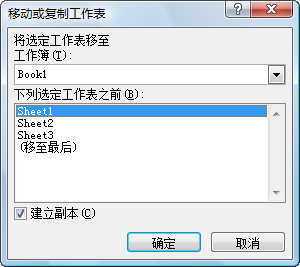 移动或复制工作表
将选定工作表移至
工作簿(T):
Book1
下列选定工作表之前(B):
Sheet1
Sheet2
Sheet3
(移至最后)
建立副本(C)
确定
取消